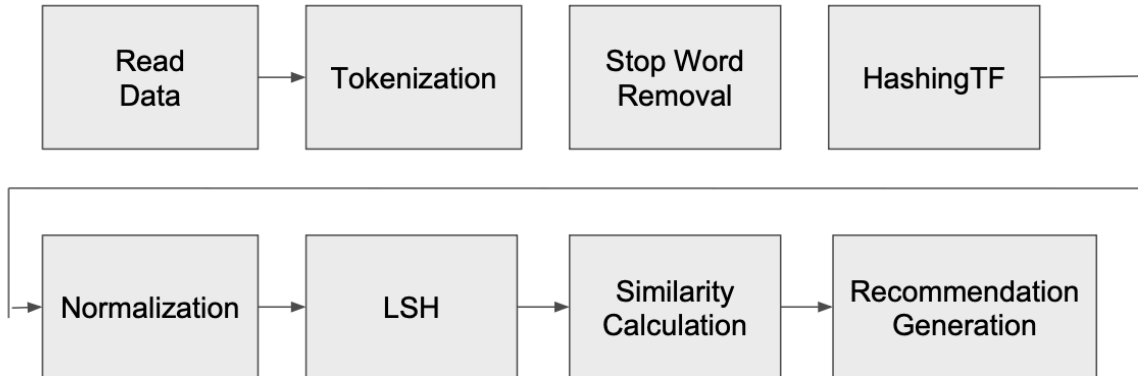 Read
Data
Tokenization
Stop Word
Removal
HashingTF
Normalization
LSH
Similarity
Calculation
Recommendation
Generation